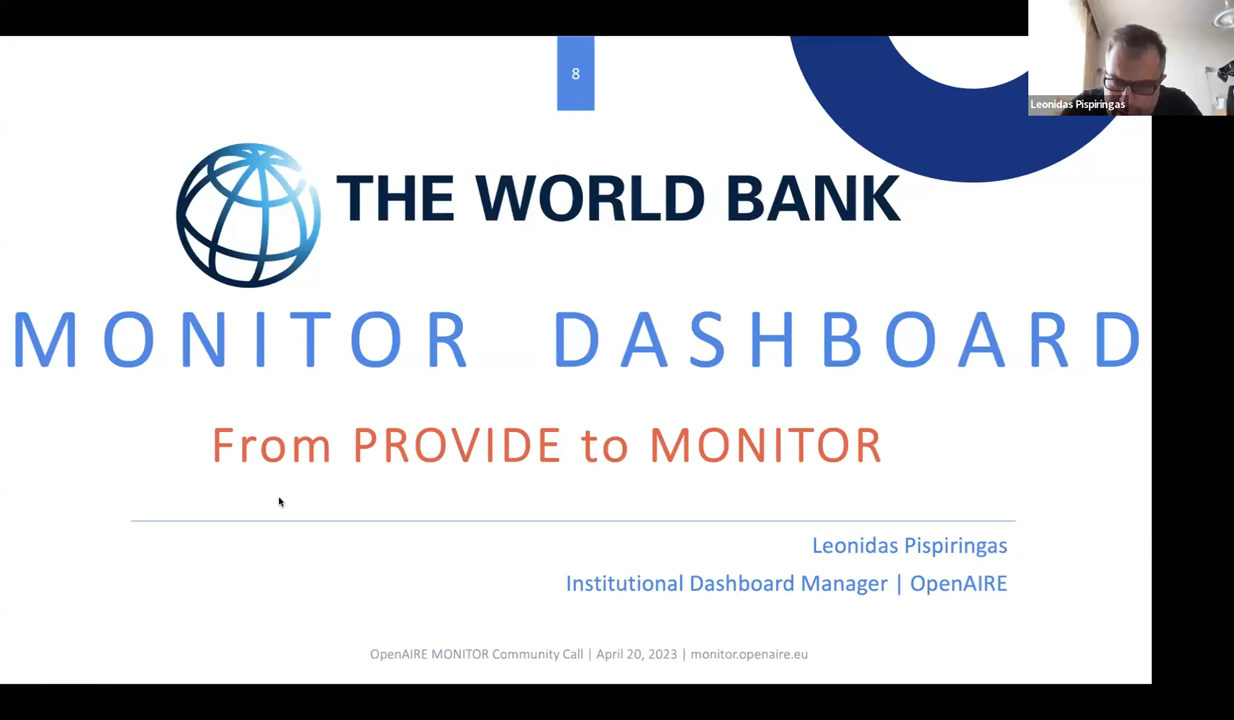 8
Leonidas Pispiringas
THE WORLD BANK
MONITOR DASHBOARD
From PROVIDE to MONITOR
Leonidas Pispiringas
Institutional Dashboard Manager | OpenAIRE
OpenAIRE MONITOR Community Call | April 20, 2023 | monitor.openaire.eu